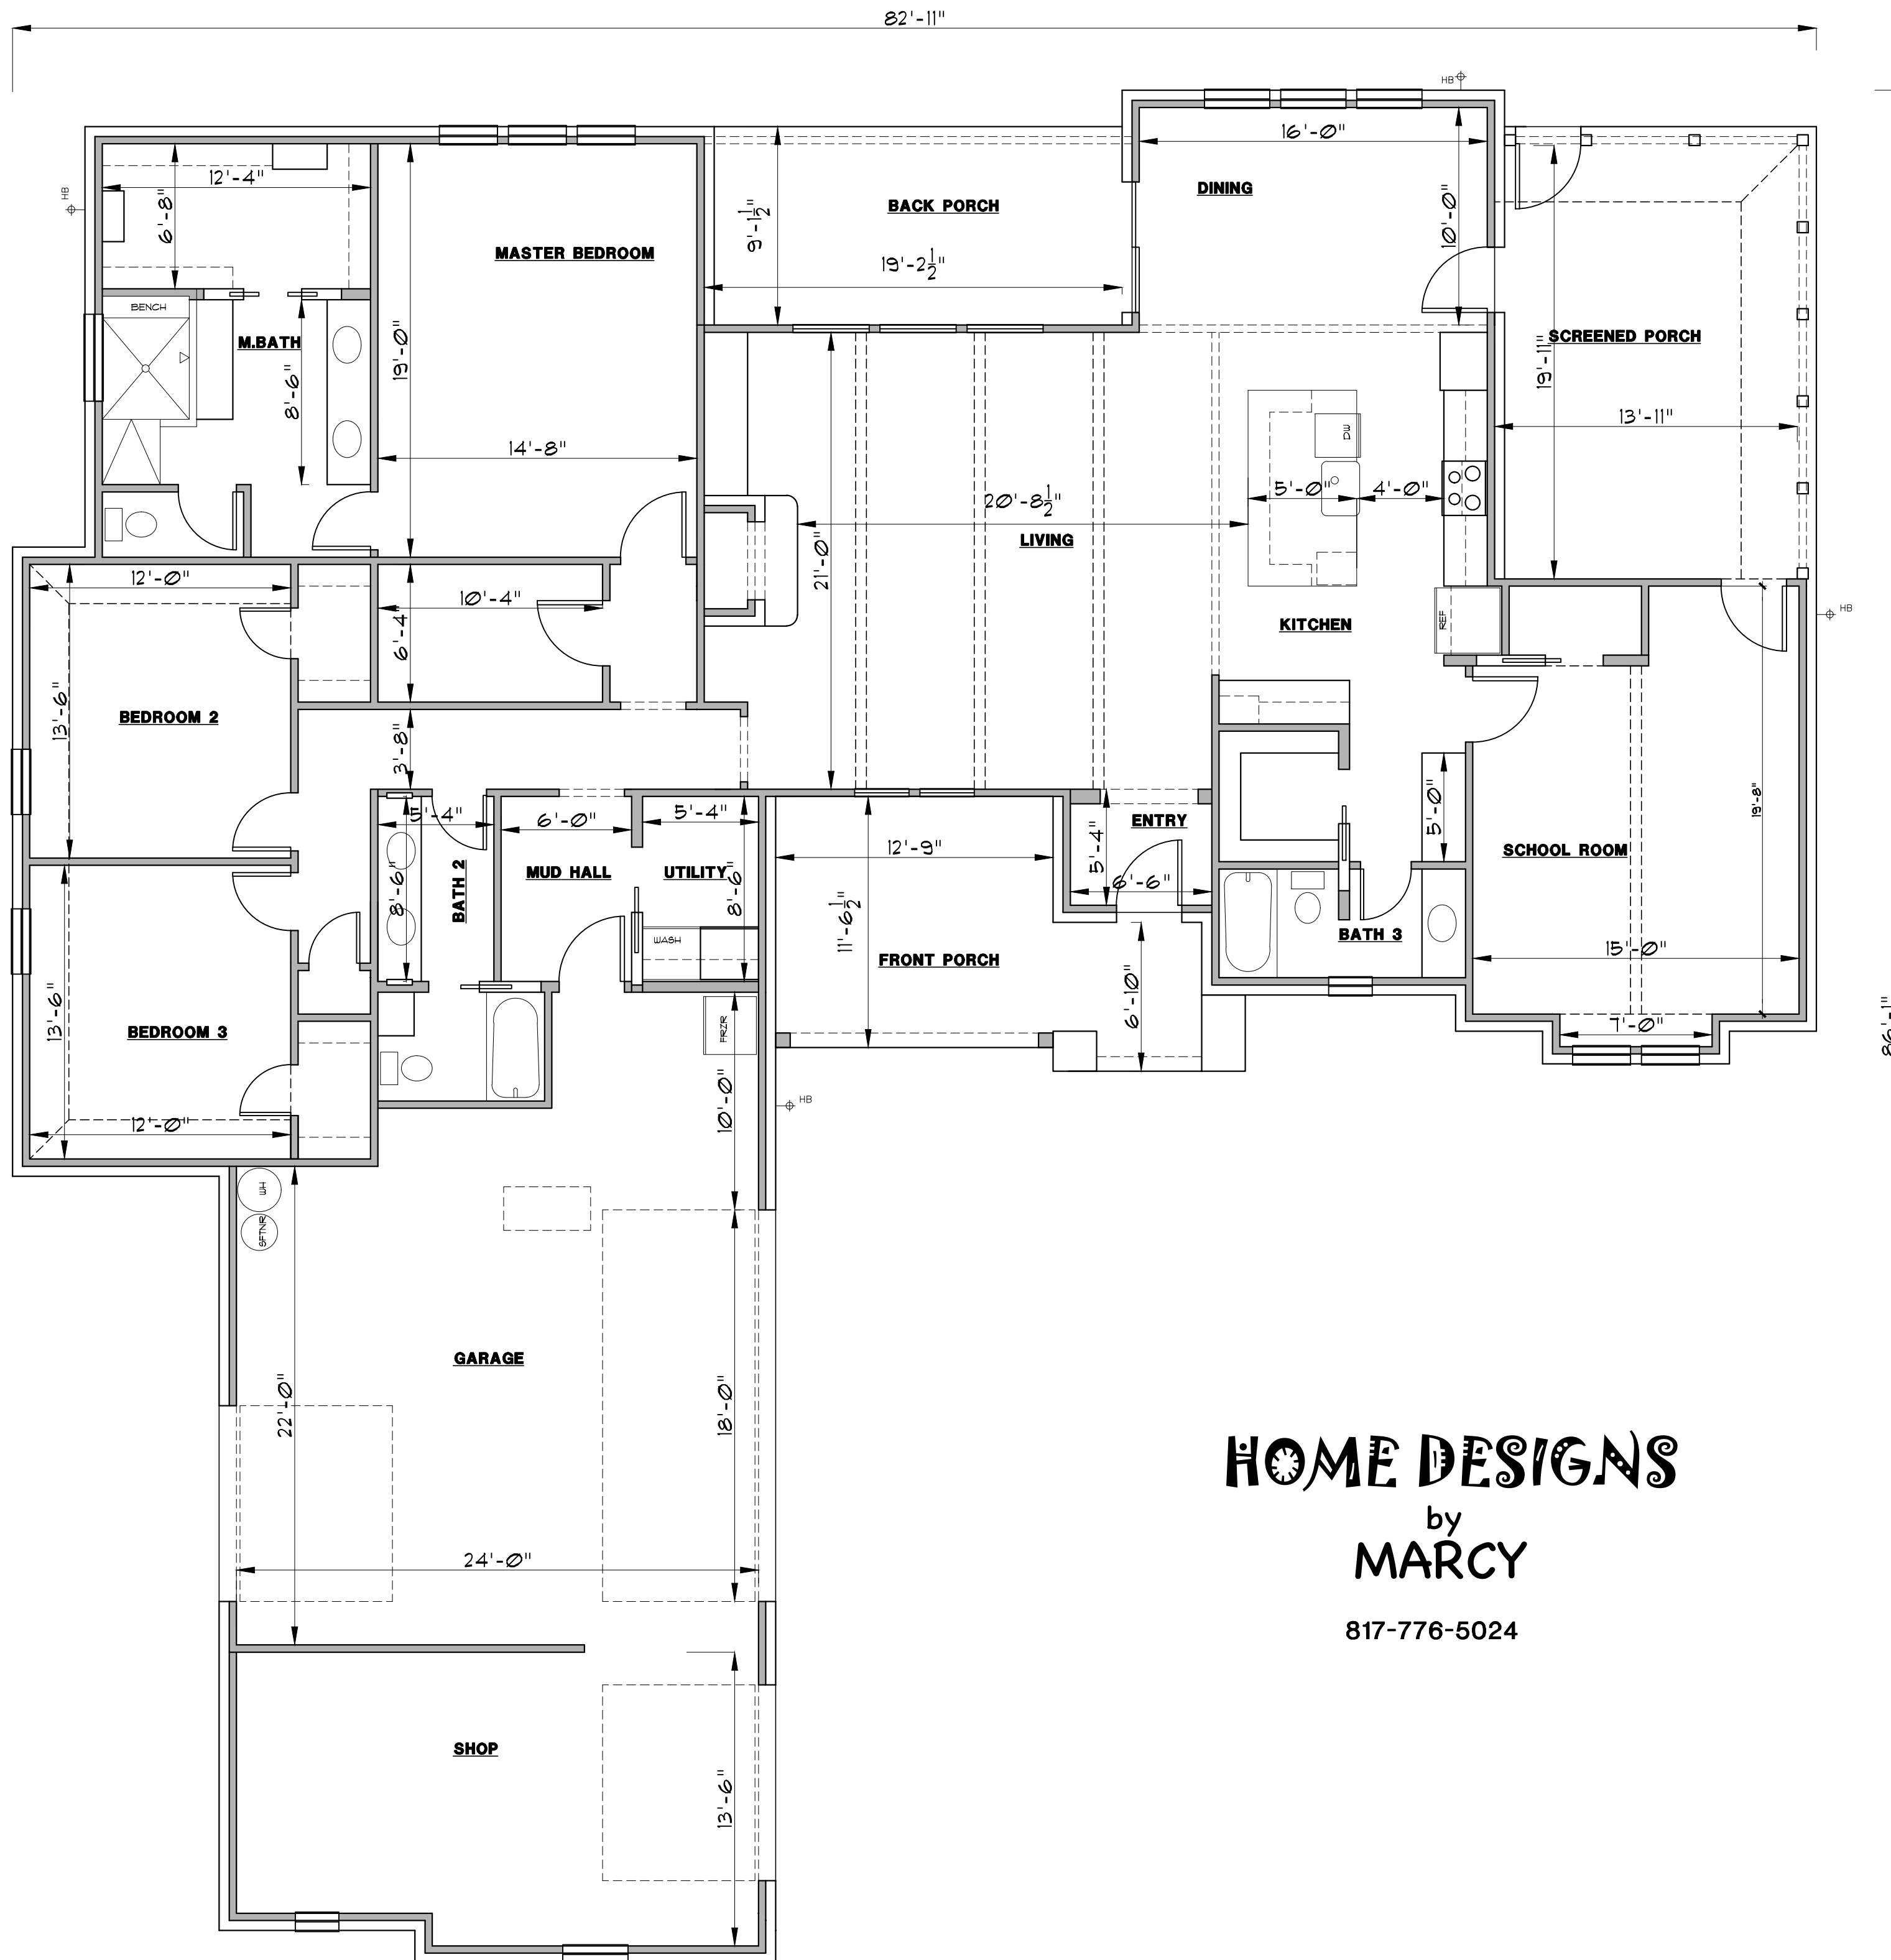 82'-11"
HB
16'-0"
12'-4"
HB
6'-8"
DINING
BACK PORCH
9'-1 1/2"
10'-0"
MASTER BEDROOM
19'-2 1/2"
BENCH
M.BATH
19'-0"
SCREENED PORCH
19'-11"
8'-6"
13'-11"
DW
14'-8"
5'-0"
4'-0"
20'-8 1/2"
LIVING
21'-0"
12'-0"
10'-4"
6'-4"
HB
KITCHEN
REF
13'-6"
BEDROOM 2
3'-8"
5'-4"
6'-0"
5'-4"
ENTRY
5'-4"
5'-0"
19'-8"
12'-9"
SCHOOL ROOM
MUD HALL
UTILITY
BATH 2
8'-6"
8'-6"
6'-6"
11'-6 1/2"
WASH
BATH 3
15'-0"
FRONT PORCH
6'-10"
13'-6"
BEDROOM 3
FRZR
7'-0"
86'-1"
10'-0"
HB
12'-0"
WH
SFTNR
GARAGE
22'-0"
18'-0"
24'-0"
HOME DESIGNS
by
MARCY
817-776-5024
SHOP
13'-6"